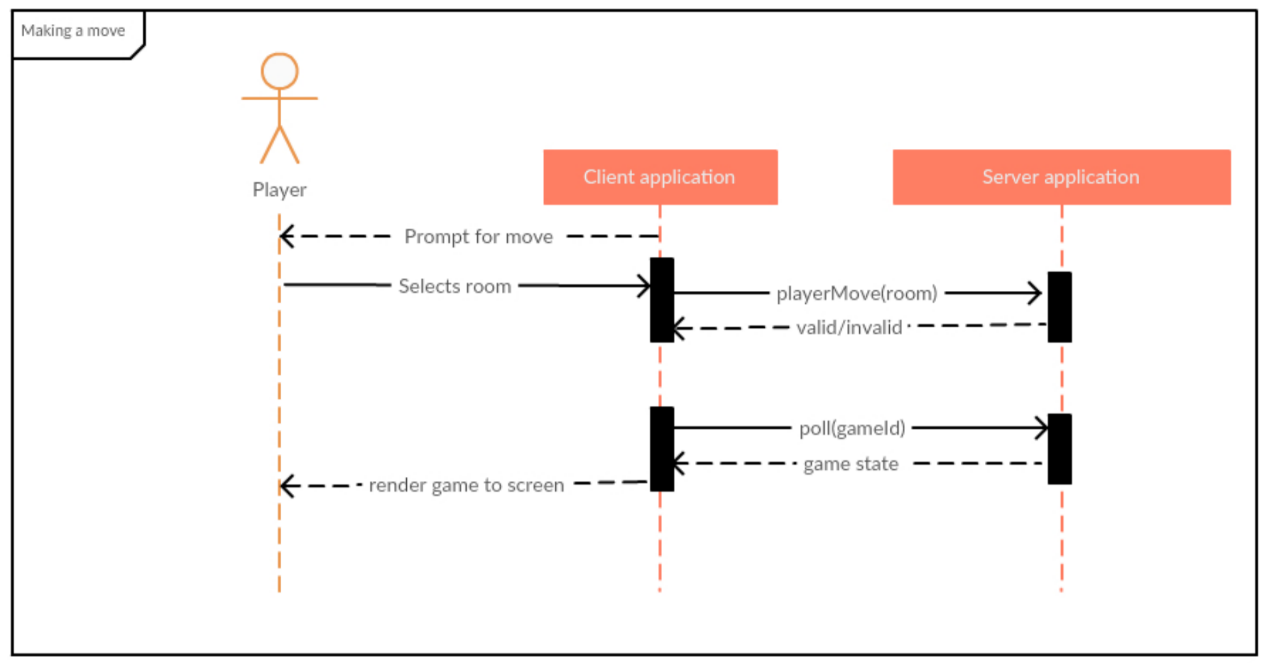 Making a move
Player
Client application
Server application
Prompt for move
Selects room
playerMove(room)
valid/invalid
poll(gameId)
game state
render game to screen